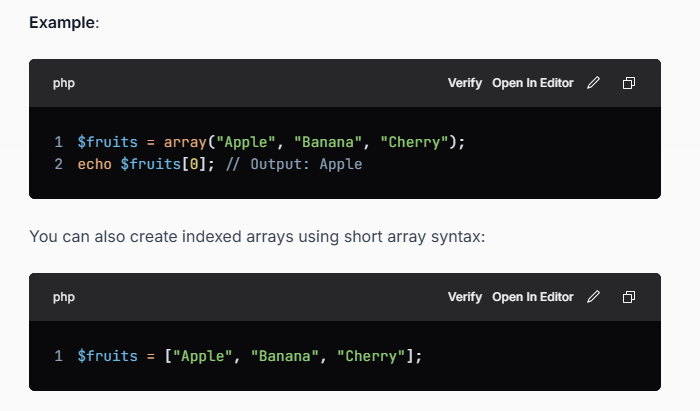 Example:
php Verify Open In Editor
1 $fruits = array("Apple", "Banana", "Cherry");
2 echo $fruits[0]; // Output: Apple
You can also create indexed arrays using short array syntax:
php Verify Open In Editor
1 $fruits = ["Apple", "Banana", "Cherry"];